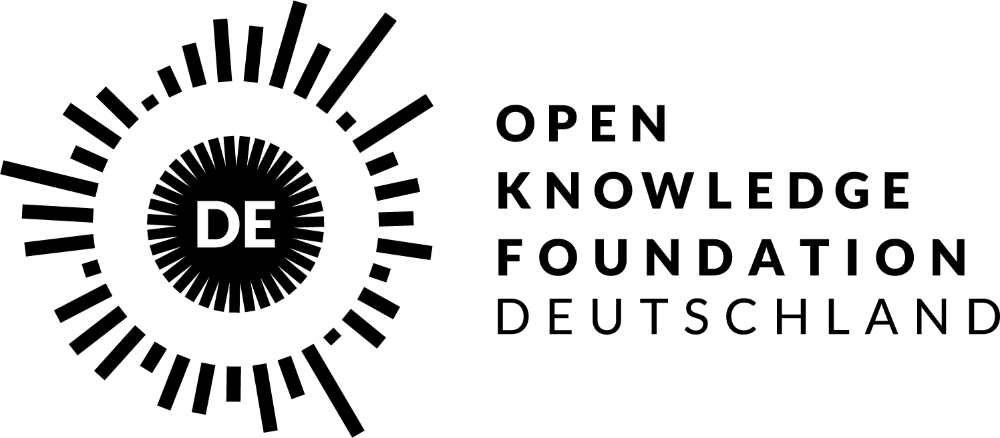 DE
OPEN
KNOWLEDGE
FOUNDATION
DEUTSCHLAND